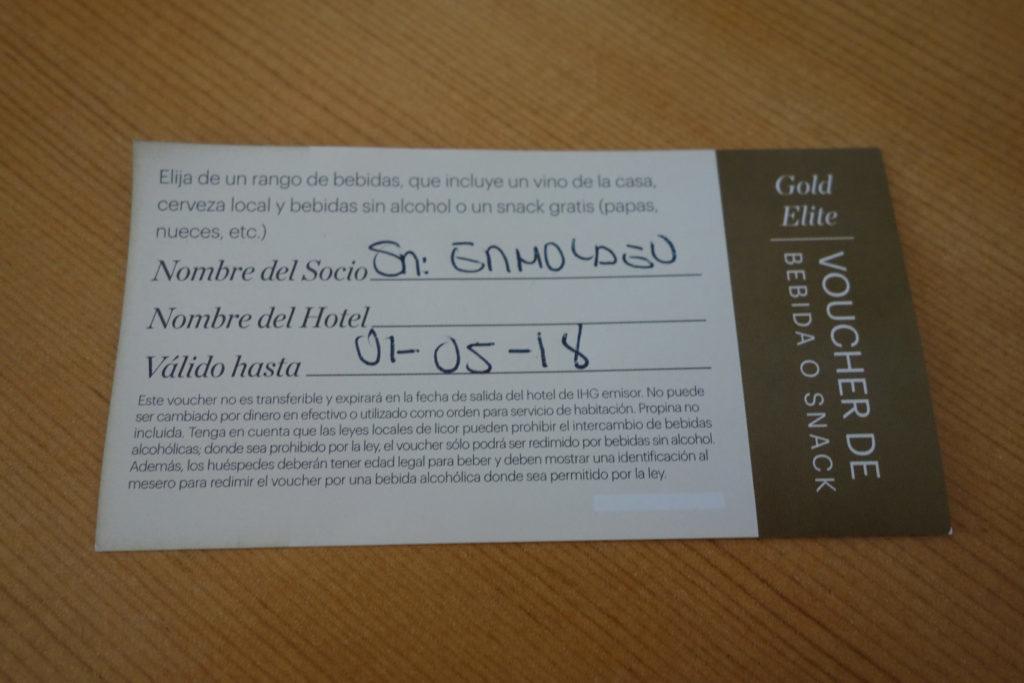 Elija de un rango de bebidas, que incluye un vino de la casa,
cerveza local y bebidas sin alcohol o un snack gratis (papas,
nueces, etc.)
Nombre del Socio Sr:
Nombre del Hotel
Válido hasta 01-05-18
Este voucher no es transferible y expirará en la fecha de salida del hotel de IHG emisor. No puede
ser cambiado por dinero en efectivo o utilizado como orden para servicio de habitación. Propina no
incluida. Tenga en cuenta que las leyes locales de licor pueden prohibir el intercambio de bebidas
alcohólicas; donde sea prohibido por la ley, el voucher sólo podrá ser redimido por bebidas sin alcohol.
Además, los huéspedes deberán tener edad legal para beber y deben mostrar una identificación al
mesero para redimir el voucher por una bebida alcohólica donde sea permitido por la ley.
Gold
Elite
VOUCHER DE
BEBIDA O SNACK